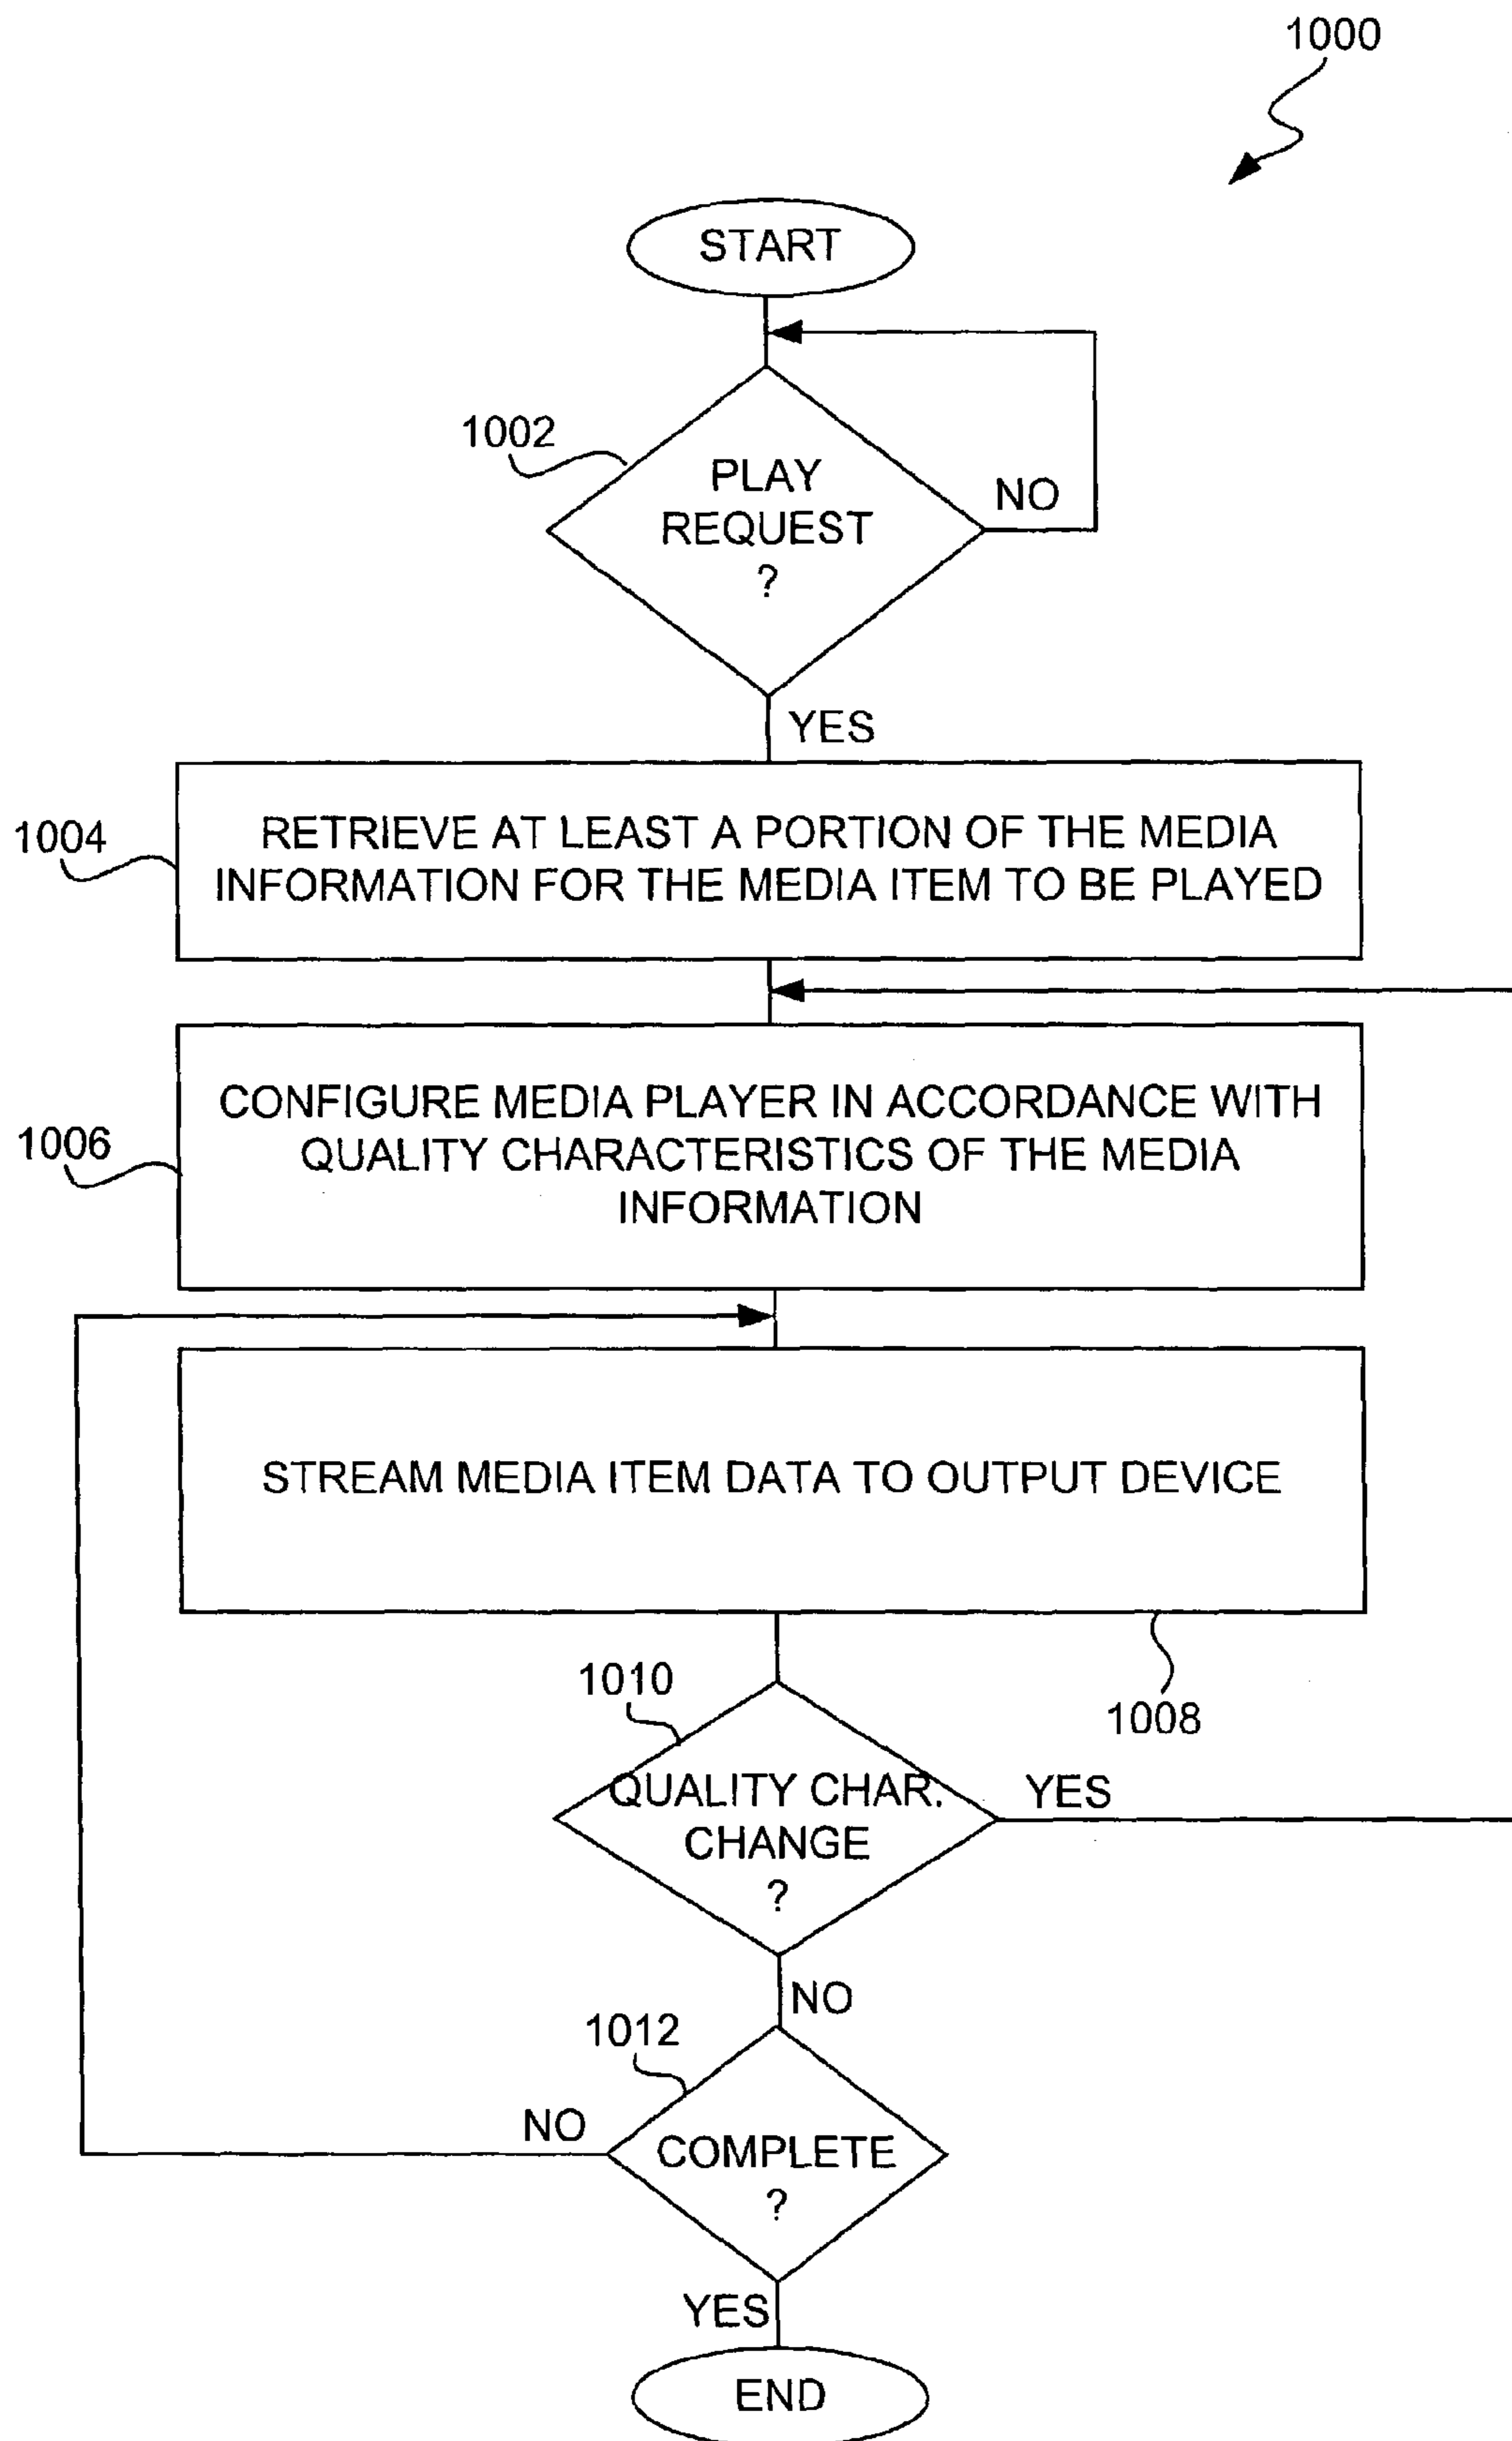 1000
START
1002
PLAY
REQUEST
?
NO
YES
1004
RETRIEVE AT LEAST A PORTION OF THE MEDIA
INFORMATION FOR THE MEDIA ITEM TO BE PLAYED
1006
CONFIGURE MEDIA PLAYER IN ACCORDANCE WITH
QUALITY CHARACTERISTICS OF THE MEDIA
INFORMATION
STREAM MEDIA ITEM DATA TO OUTPUT DEVICE
1008
1010
QUALITY CHAR.
CHANGE
?
YES
NO
1012
COMPLETE
?
NO
YES
END